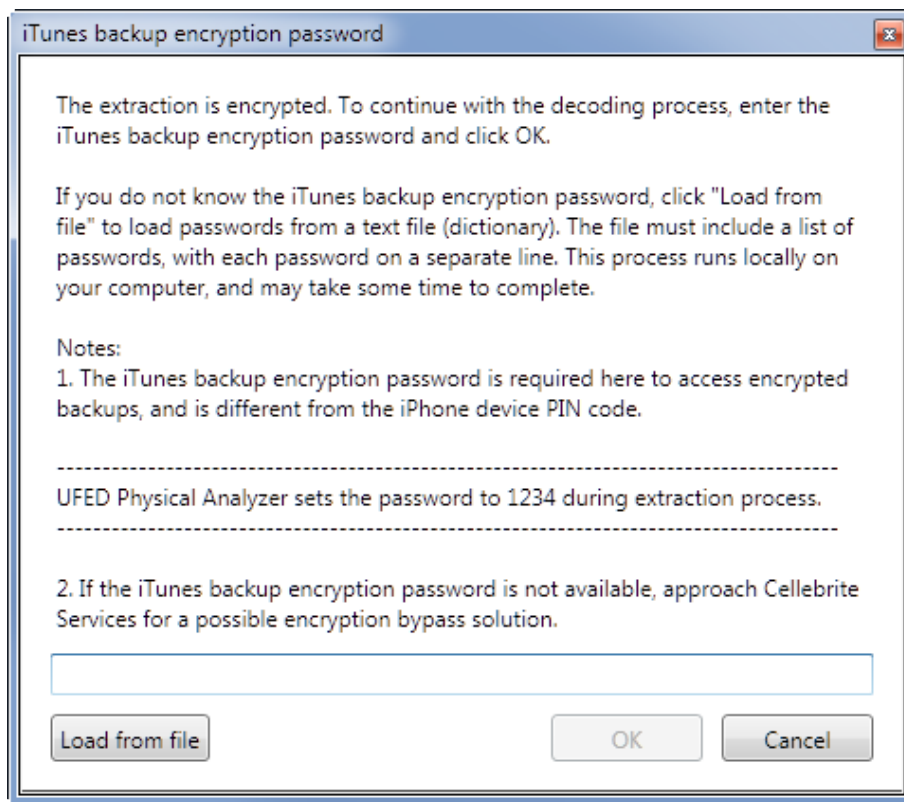 iTunes backup encryption password
The extraction is encrypted. To continue with the decoding process, enter the
iTunes backup encryption password and click OK.
If you do not know the iTunes backup encryption password, click "Load from
file" to load passwords from a text file (dictionary). The file must include a list of
passwords, with each password on a separate line. This process runs locally on
your computer, and may take some time to complete.
Notes:
1. The iTunes backup encryption password is required here to access encrypted
backups, and is different from the iPhone device PIN code.
-------------------------------------------------------------------------------------
UFED Physical Analyzer sets the password to 1234 during extraction process.
-------------------------------------------------------------------------------------
2. If the iTunes backup encryption password is not available, approach Cellebrite
Services for a possible encryption bypass solution.
Load from file OK Cancel